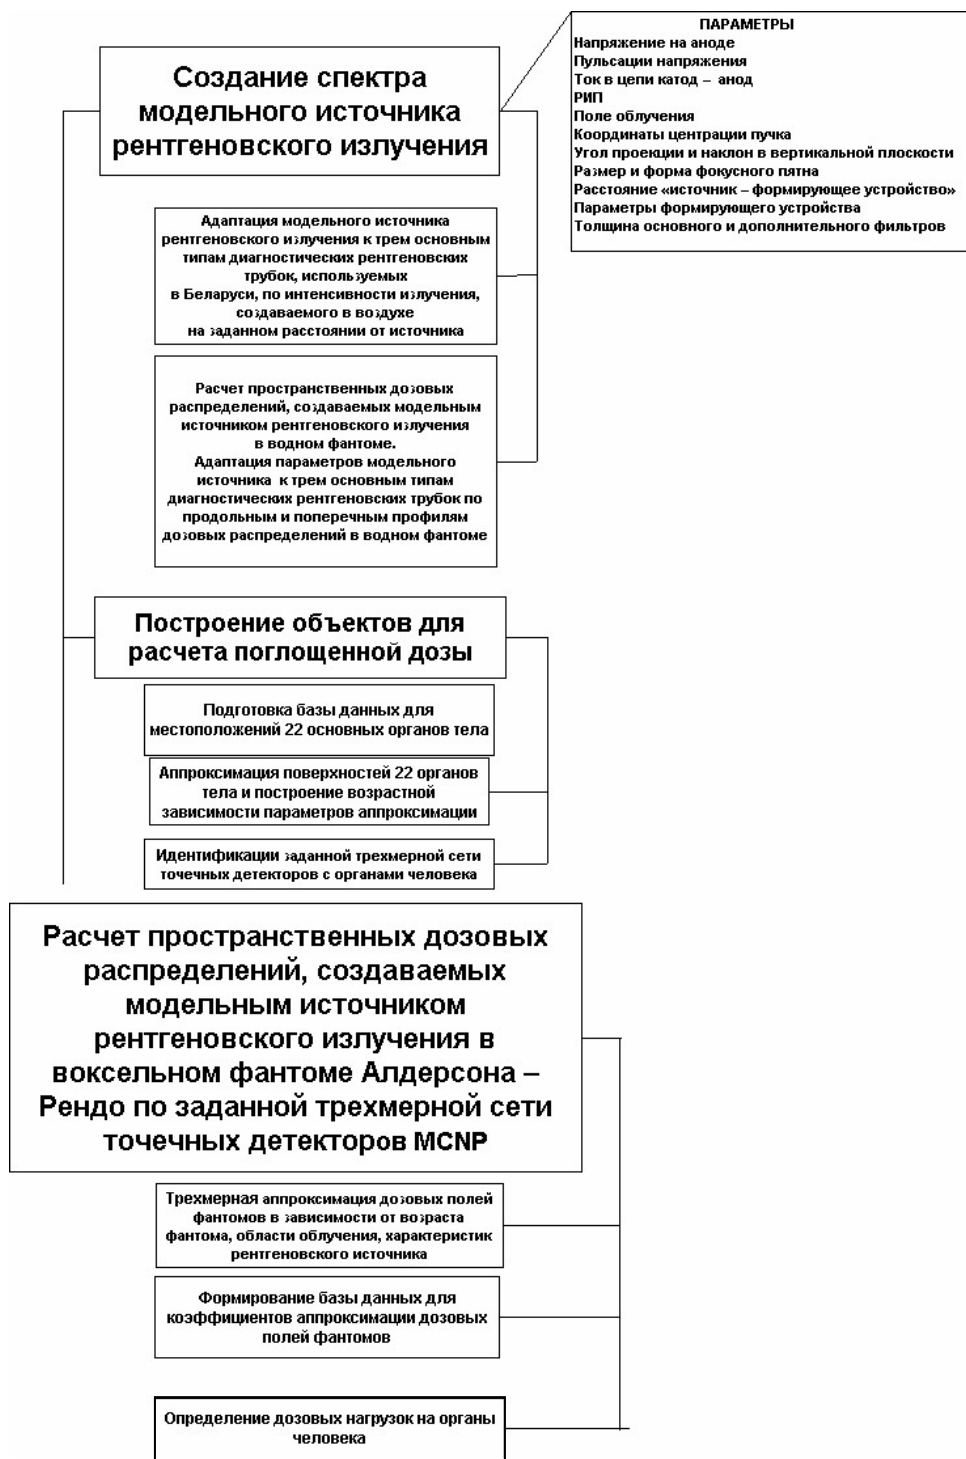 ПАРАМЕТРЫ
Напряжение на аноде
Пульсации напряжения
Ток в цепи катод – анод
РИП
Поле облучения
Координаты центрации пучка
Угол проекции и наклон в вертикальной плоскости
Размер и форма фокусного пятна
Расстояние «источник – формирующее устройство»
Параметры формирующего устройства
Толщина основного и дополнительного фильтров
Создание спектра
модельного источника
рентгеновского излучения
Адаптация модельного источника
рентгеновского излучения к трем основным
типам диагностических рентгеновских
трубок, используемых
в Беларуси, по интенсивности излучения,
создаваемого в воздухе
на заданном расстоянии от источника
Расчет пространственных дозовых
распределений, создаваемых модельным
источником рентгеновского излучения
в водном фантоме.
Адаптация параметров модельного
источника к трем основным типам
диагностических рентгеновских трубок по
продольным и поперечным профилям
дозовых распределений в водном фантоме
Построение объектов для
расчета поглощенной дозы
Подготовка базы данных для
местоположений 22 основных органов тела
Аппроксимация поверхностей 22 органов
тела и построение возрастной
зависимости параметров аппроксимации
Идентификации заданной трехмерной сети
точечных детекторов с органами человека
Расчет пространственных дозовых
распределений, создаваемых
модельным источником
рентгеновского излучения в
воксельном фантоме Алдерсона –
Рендо по заданной трехмерной сети
точечных детекторов MCNP
Трехмерная аппроксимация дозовых полей
фантомов в зависимости от возраста
фантома, области облучения, характеристик
рентгеновского источника
Формирование базы данных для
коэффициентов аппроксимации дозовых
полей фантомов
Определение дозовых нагрузок на органы
человека